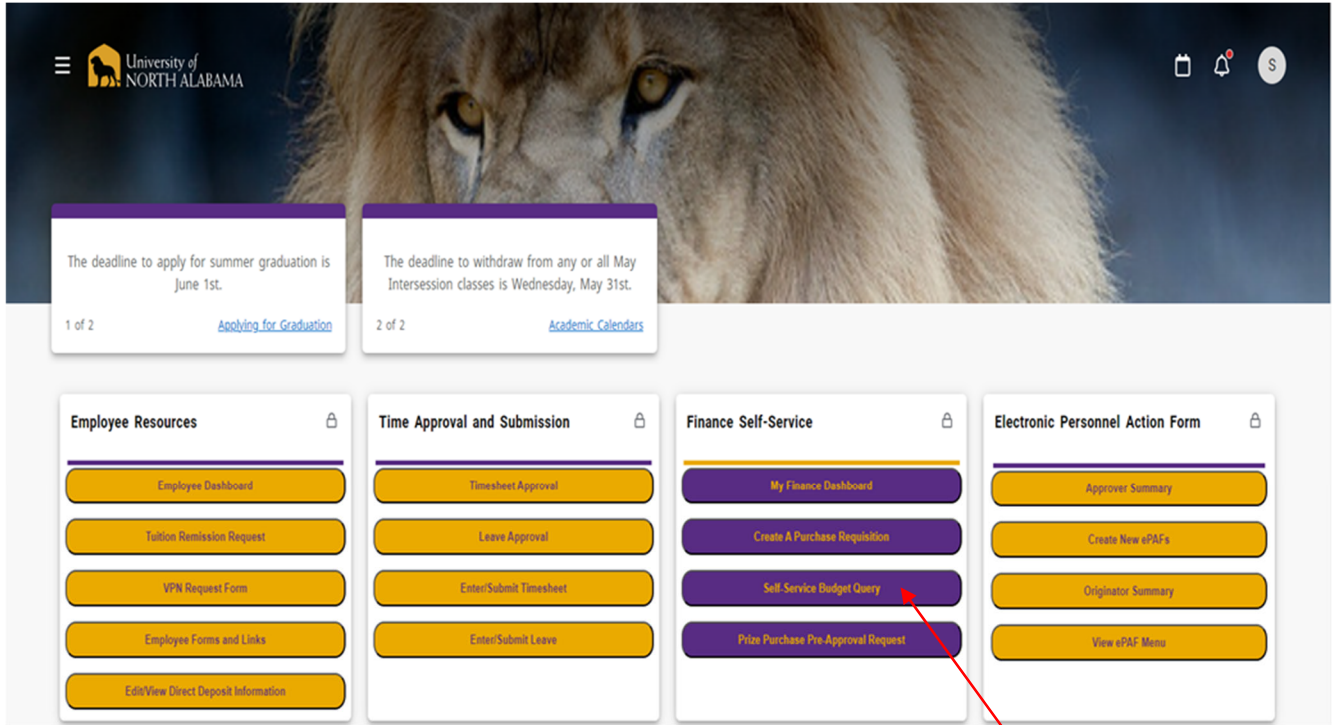 University of
NORTH ALABAMA
S
The deadline to apply for summer graduation is
June 1st.
1 of 2
Applying for Graduation
The deadline to withdraw from any or all May
Intersession classes is Wednesday, May 31st.
2 of 2
Academic Calendars
Employee Resources
Employee Dashboard
Tuition Remission Request
VPN Request Form
Employee Forms and Links
Edit/View Direct Deposit Information
Time Approval and Submission
Timesheet Approval
Leave Approval
Enter/Submit Timesheet
Enter/Submit Leave
Finance Self-Service
My Finance Dashboard
Create A Purchase Requisition
Self-Service Budget Query
Prize Purchase Pre-Approval Request
Electronic Personnel Action Form
Approver Summary
Create New ePAFs
Originator Summary
View ePAF Menu